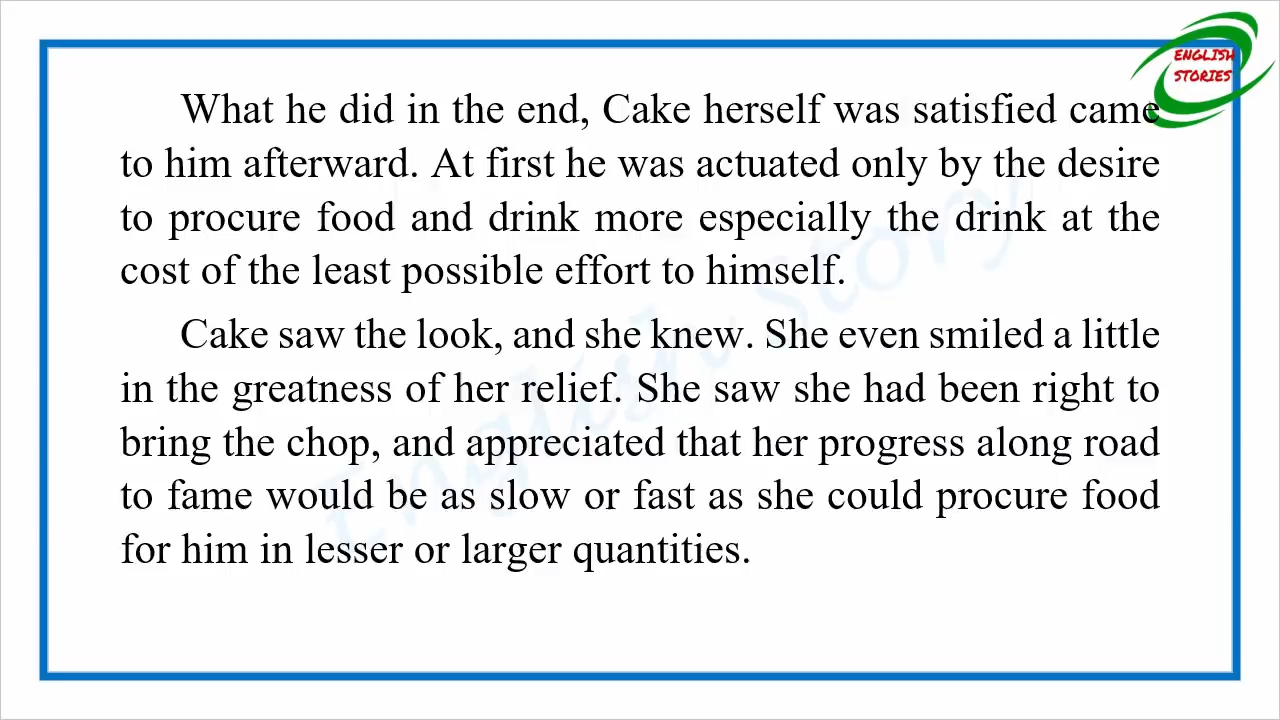 ENGLISH
STORIES
What he did in the end, Cake herself was satisfied came
to him afterward. At first he was actuated only by the desire
to procure food and drink more especially the drink at the
cost of the least possible effort to himself.
Cake saw the look, and she knew. She even smiled a little
in the greatness of her relief. She saw she had been right to
bring the chop, and appreciated that her progress along road
to fame would be as slow or fast as she could procure food
for him in lesser or larger quantities.
English Story